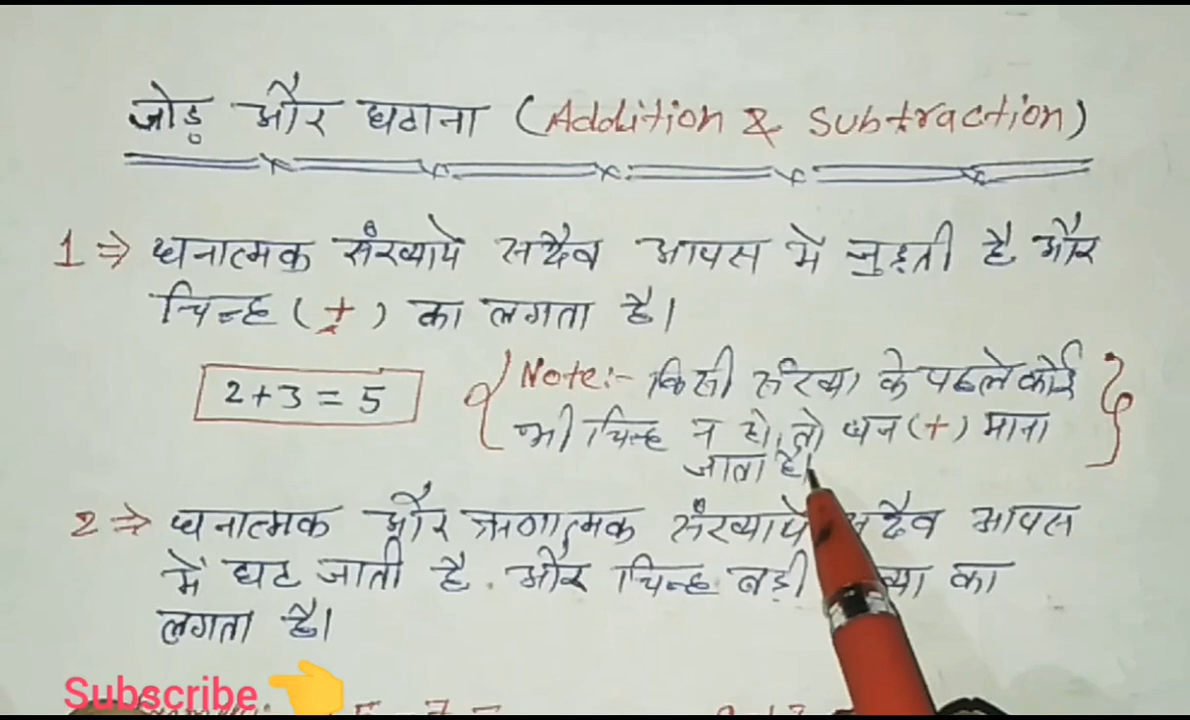 जोड़ और घटाना (Addition & Subtraction)
1 ⇒ धनात्मक संख्यायें सदैव आपस में जुड़ती है और
चिन्ह (+) का लगता है।
2 + 3 = 5
{ Note:- किसी संख्या के पहले कोई
भी चिन्ह न हो, तो धन (+) माना
जाता है। }
2 ⇒ धनात्मक और ऋणात्मक संख्यायें सदैव आपस
में घट जाती है. और चिन्ह बड़ी का
लगता है।
Subscribe 👈